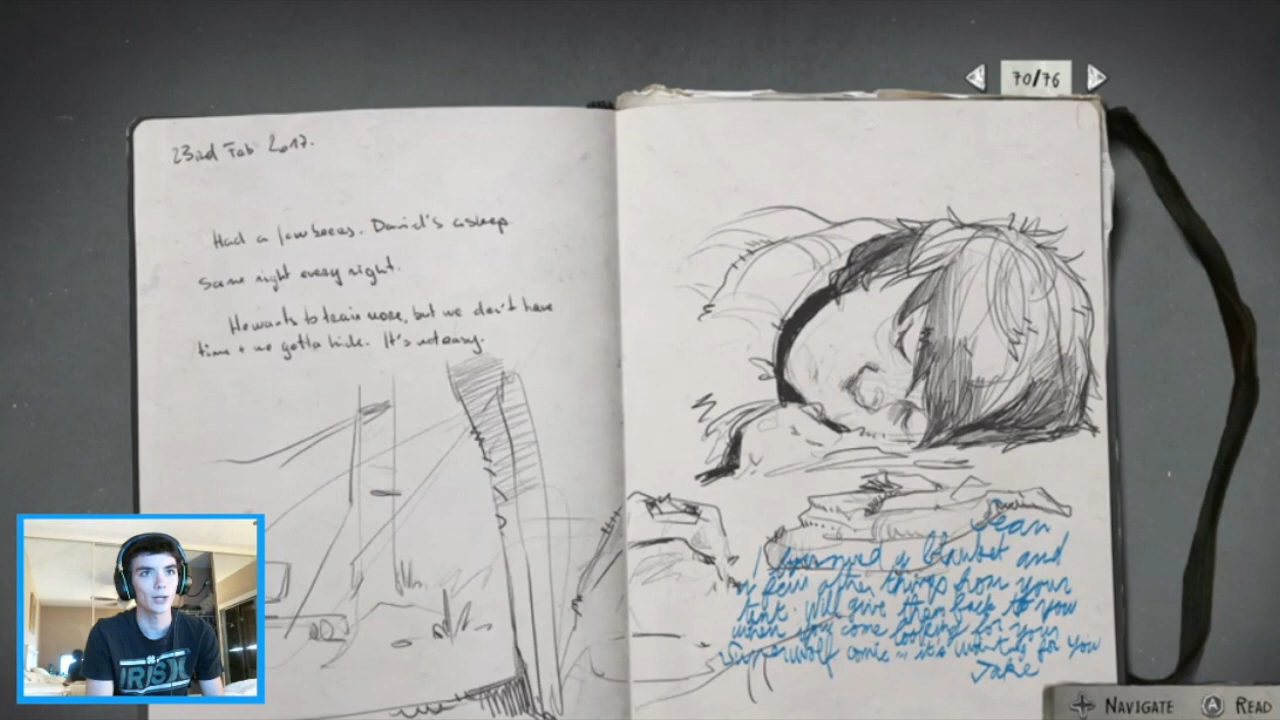 70/76
23rd Feb 2017.
Had a few beers. Daniel's asleep
Same night every night.
He wants to train more, but we don't have
time + we gotta hide. It's not easy.
Sean
I borrowed a blanket and
a few other things from your
tent. Will give them back to you
when you come looking for your
Superwolf comic - it's waiting for you
Jake
IRISH
NAVIGATE
READ